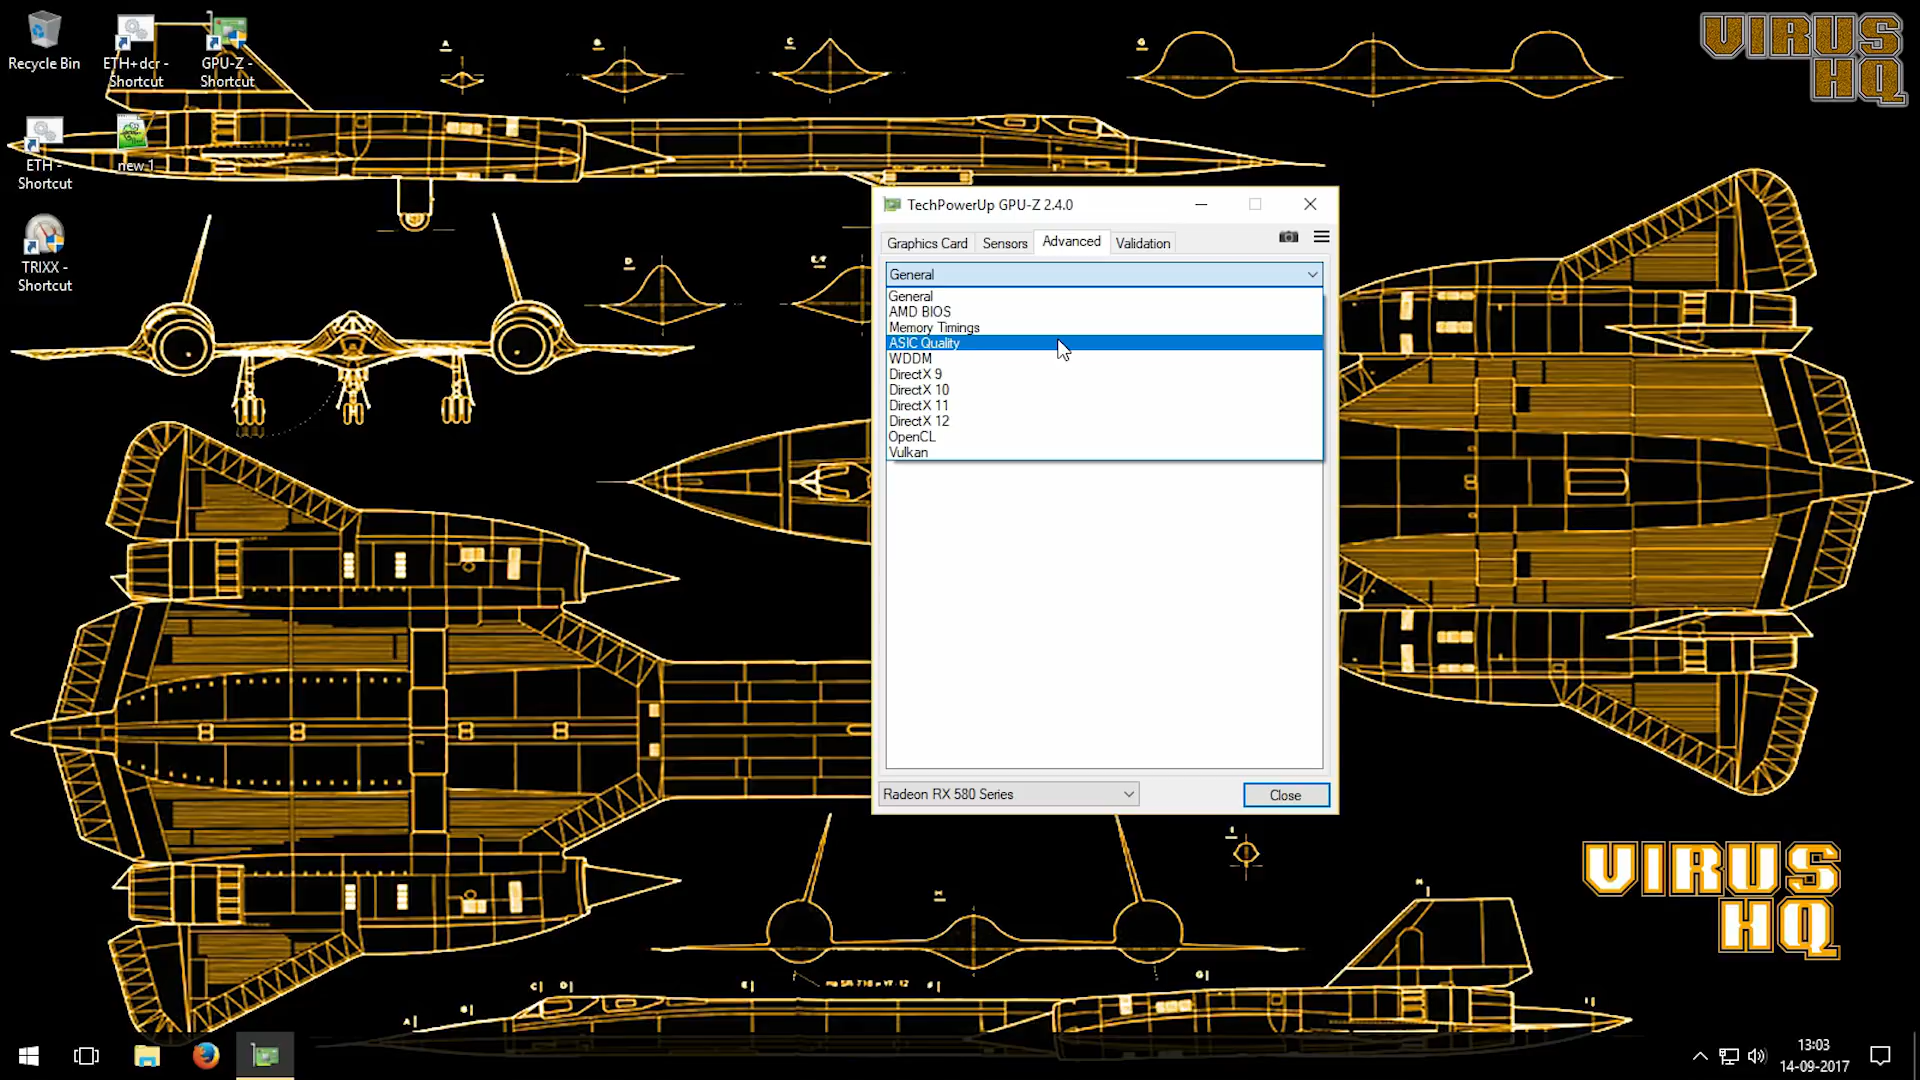 Recycle Bin
ETH+dcr -
Shortcut
GPU-Z -
Shortcut
VIRUS
HQ
ETH -
Shortcut
new 1
TRIXX -
Shortcut
A
B
C
G
D
TechPowerUp GPU-Z 2.4.0
Graphics Card
Sensors
Advanced
Validation
General
General
AMD BIOS
Memory Timings
ASIC Quality
WDDM
DirectX 9
DirectX 10
DirectX 11
DirectX 12
OpenCL
Vulkan
Radeon RX 580 Series
Close
VIRUS
HQ
H
C
D
E
G
A
B
13:03
14-09-2017